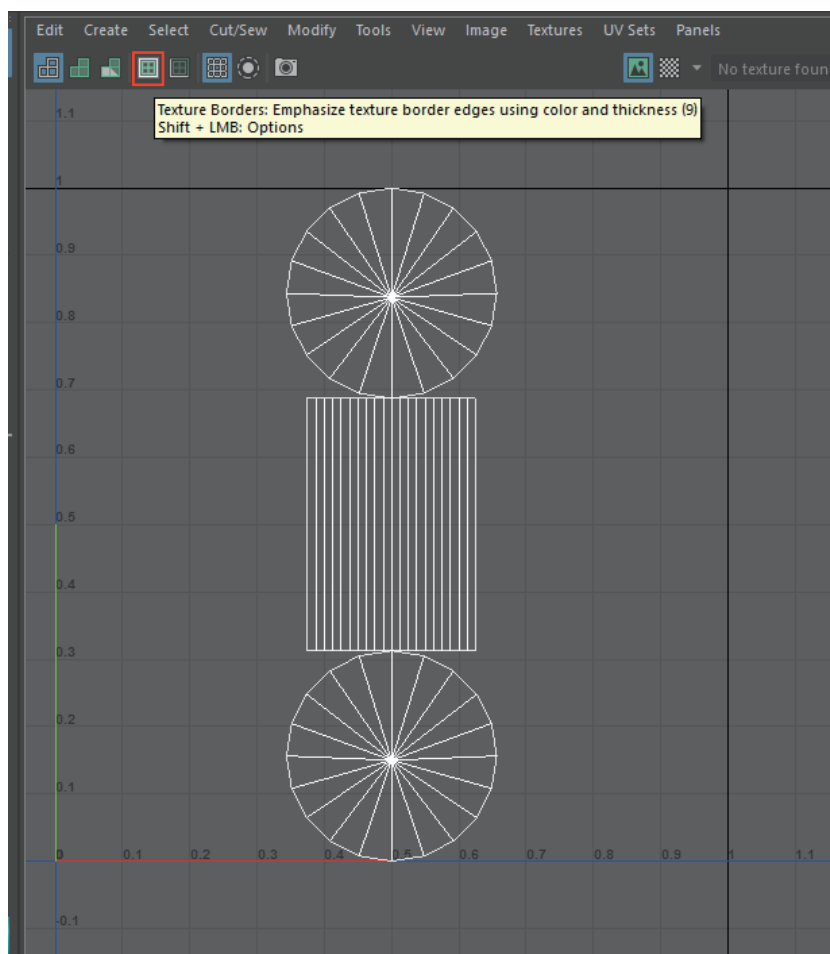 Edit Create Select Cut/Sew Modify Tools View Image Textures UV Sets Panels
No texture foun
Texture Borders: Emphasize texture border edges using color and thickness (9)
Shift + LMB: Options
1.1
1
0.9
0.8
0.7
0.6
0.5
0.4
0.3
0.2
0.1
0 0.1 0.2 0.3 0.4 0.5 0.6 0.7 0.8 0.9 1 1.1
-0.1